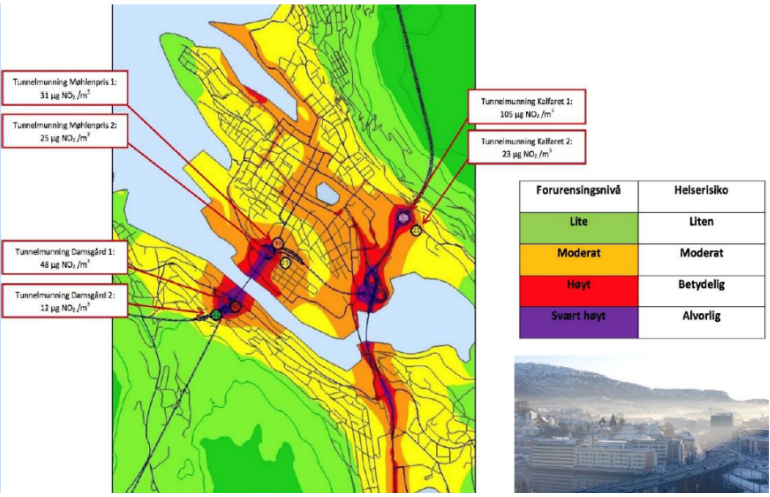 Tunnelmunning Møhlenpris 1:
31 µg NO₂ /m³
Tunnelmunning Møhlenpris 2:
25 µg NO₂ /m³
Tunnelmunning Damsgård 1:
48 µg NO₂ /m³
Tunnelmunning Damsgård 2:
12 µg NO₂ /m³
Tunnelmunning Kalfaret 1:
105 µg NO₂ /m³
Tunnelmunning Kalfaret 2:
23 µg NO₂ /m³
Forurensingsnivå Helserisiko
Lite Liten
Moderat Moderat
Høyt Betydelig
Svært høyt Alvorlig